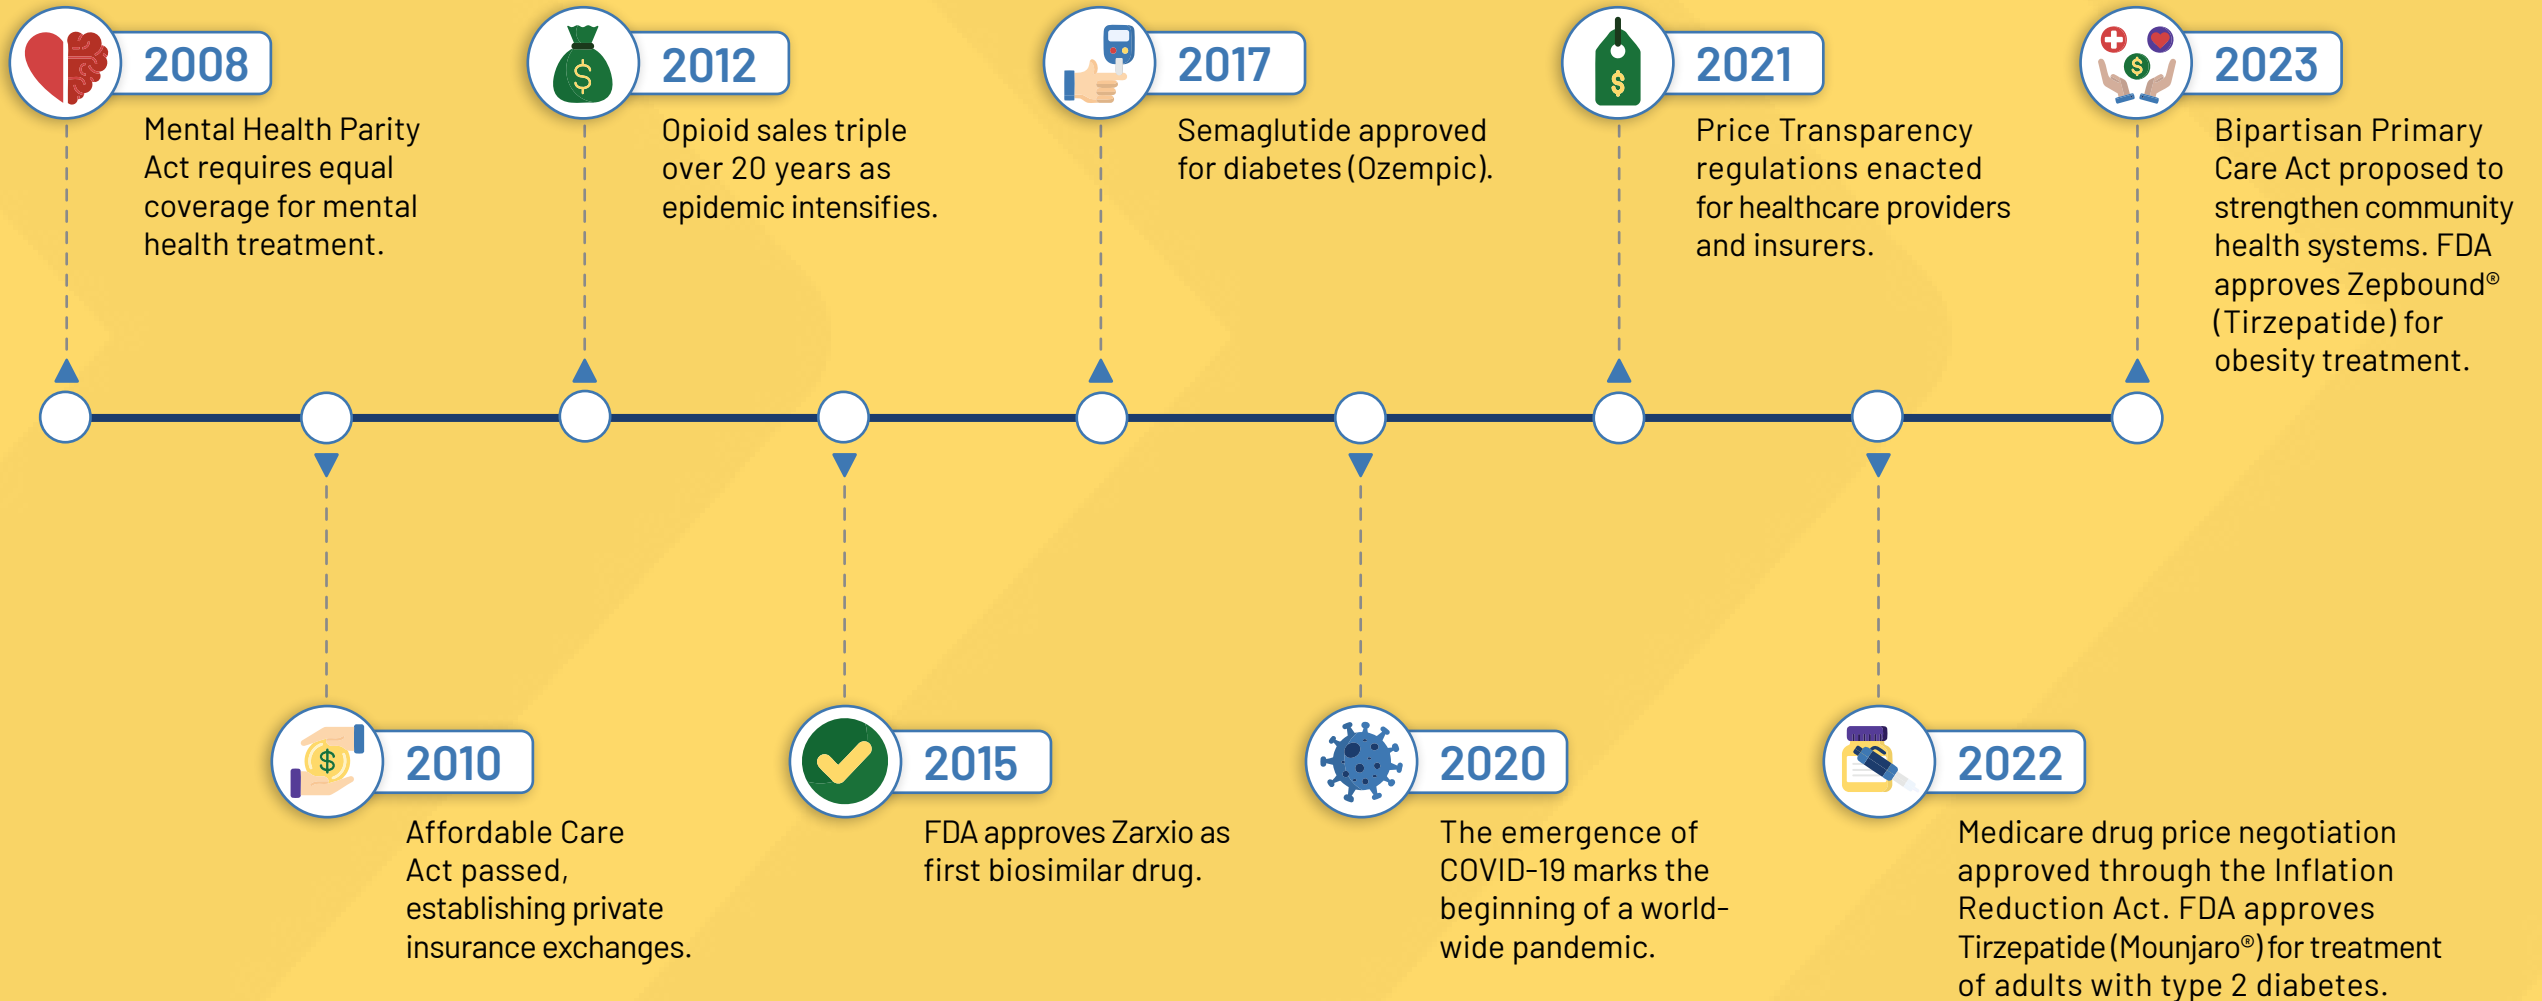 2008
Mental Health Parity
Act requires equal
coverage for mental
health treatment.
2010
Affordable Care
Act passed,
establishing private
insurance exchanges.
2012
Opioid sales triple
over 20 years as
epidemic intensifies.
2015
FDA approves Zarxio as
first biosimilar drug.
2017
Semaglutide approved
for diabetes (Ozempic).
2020
The emergence of
COVID-19 marks the
beginning of a world-
wide pandemic.
2021
Price Transparency
regulations enacted
for healthcare providers
and insurers.
2022
Medicare drug price negotiation
approved through the Inflation
Reduction Act. FDA approves
Tirzepatide (Mounjaro®) for treatment
of adults with type 2 diabetes.
2023
Bipartisan Primary
Care Act proposed to
strengthen community
health systems. FDA
approves Zepbound®
(Tirzepatide) for
obesity treatment.